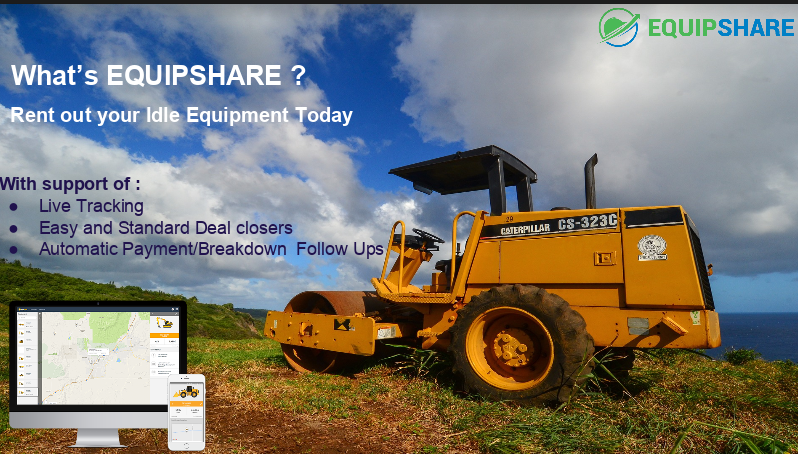 EQUIPSHARE
What's EQUIPSHARE ?
Rent out your Idle Equipment Today
With support of :
● Live Tracking
● Easy and Standard Deal closers
● Automatic Payment/Breakdown Follow Ups
29
CATERPILLAR CS-323C